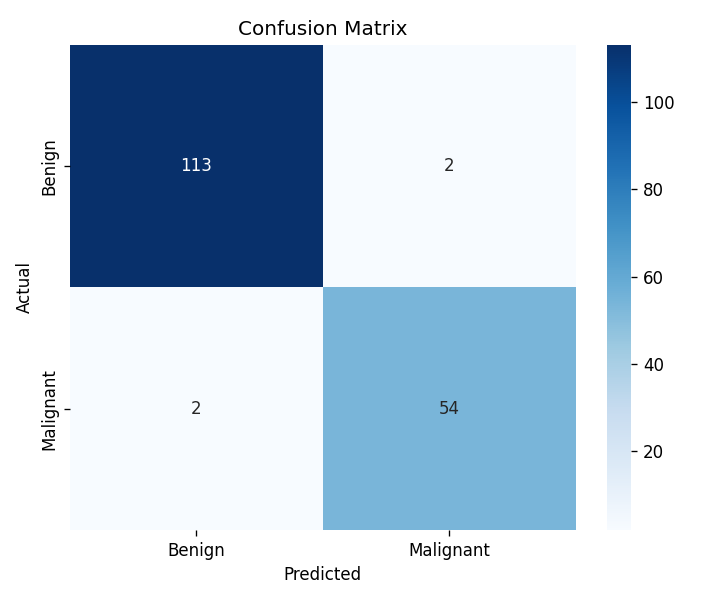 Confusion Matrix
Actual
Benign
113
2
Malignant
2
54
Benign
Malignant
Predicted
100
80
60
40
20